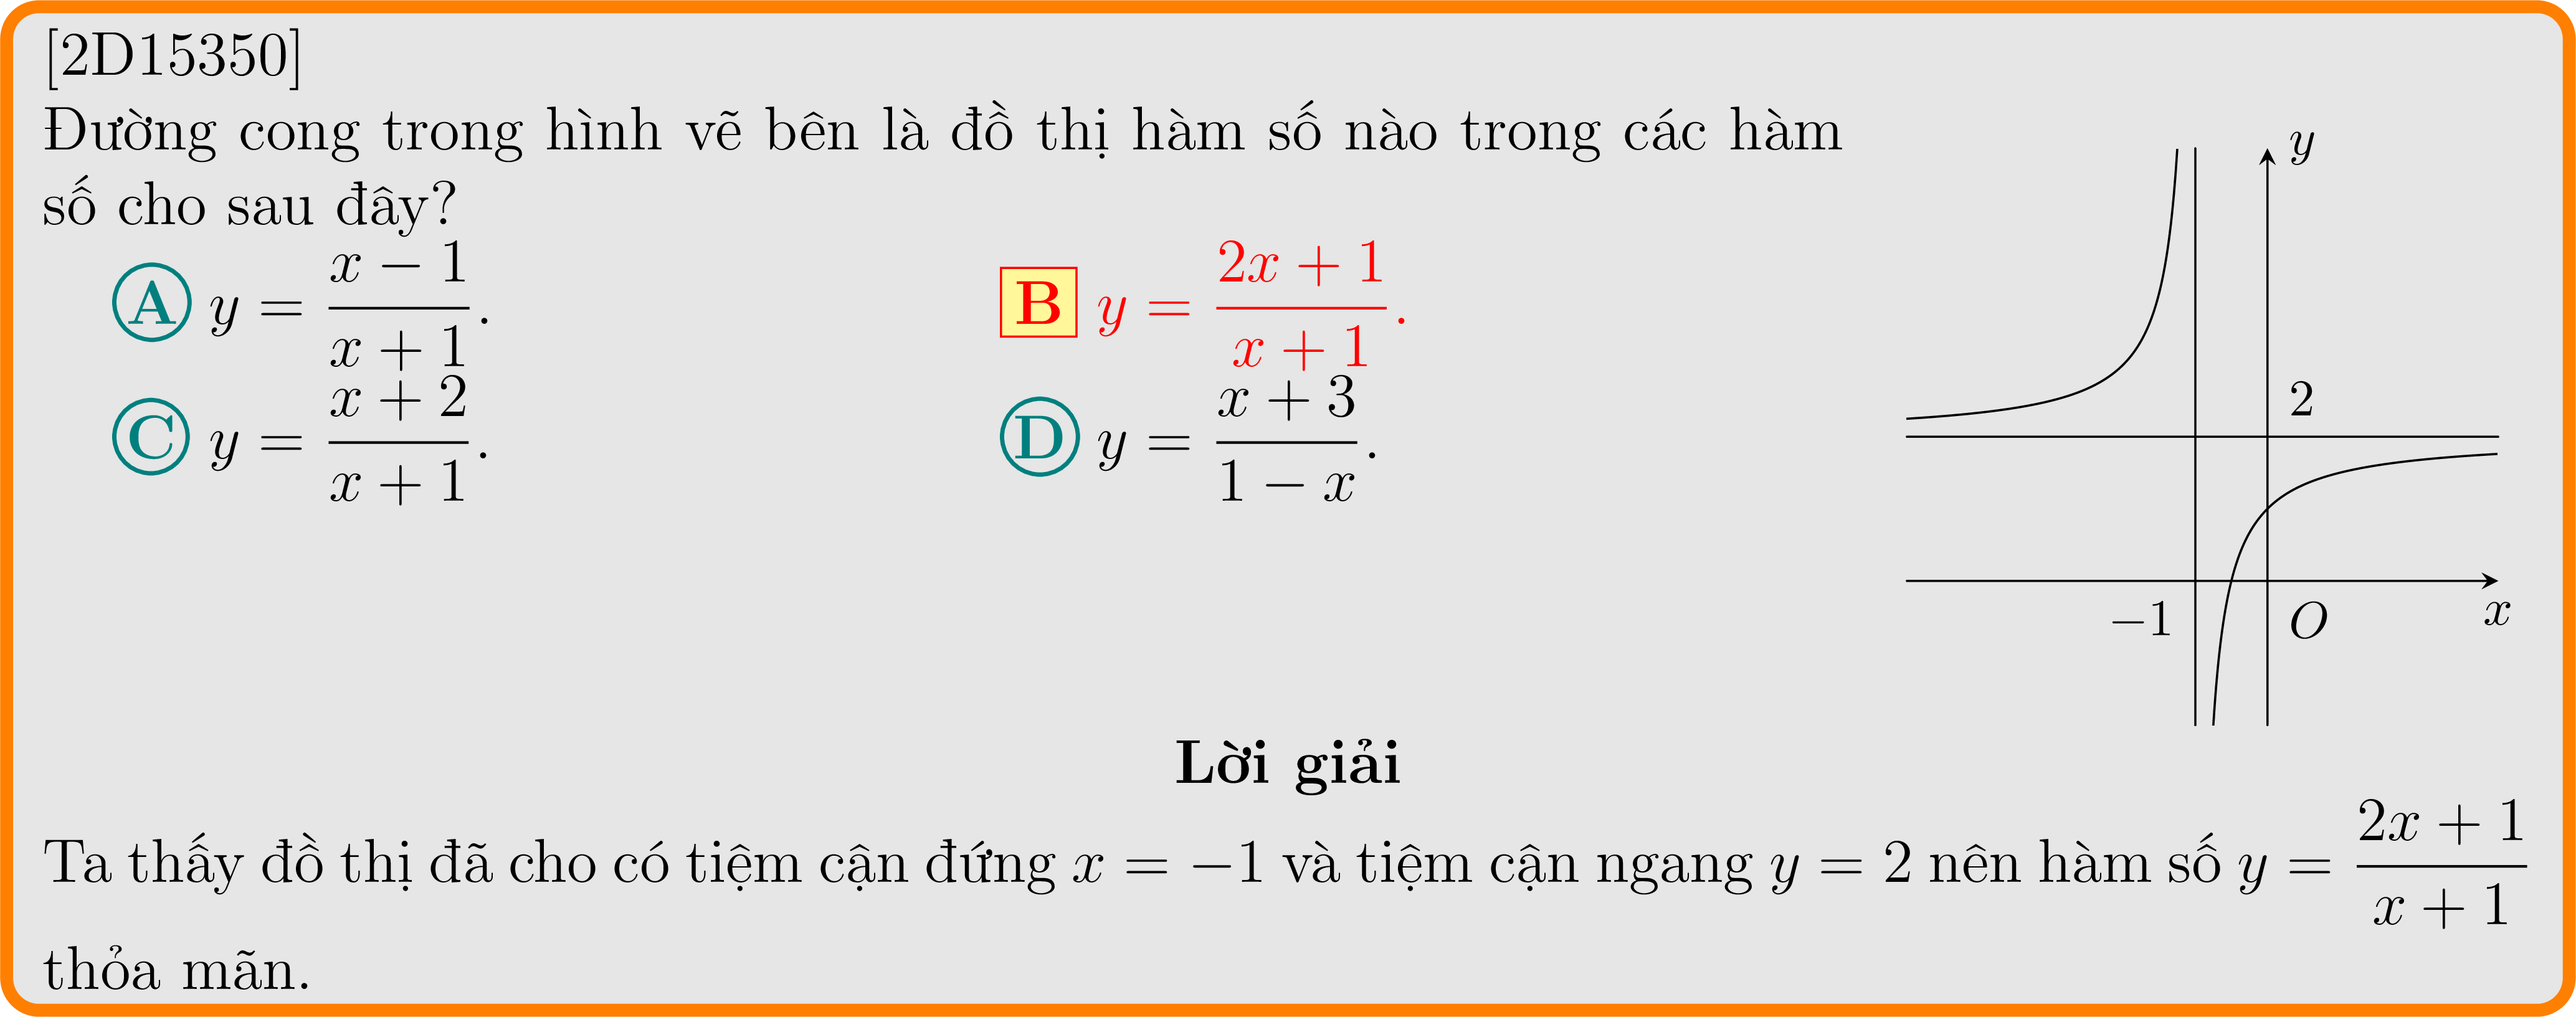 [2D15350]
Đường cong trong hình vẽ bên là đồ thị hàm số nào trong các hàm
số cho sau đây?
A y = \frac{x − 1}{x + 1}.
B y = \frac{2x + 1}{x + 1}.
C y = \frac{x + 2}{x + 1}.
D y = \frac{x + 3}{1 − x}.
y
2
−1
O
x
Lời giải
Ta thấy đồ thị đã cho có tiệm cận đứng x = −1 và tiệm cận ngang y = 2 nên hàm số y = \frac{2x + 1}{x + 1}
thỏa mãn.